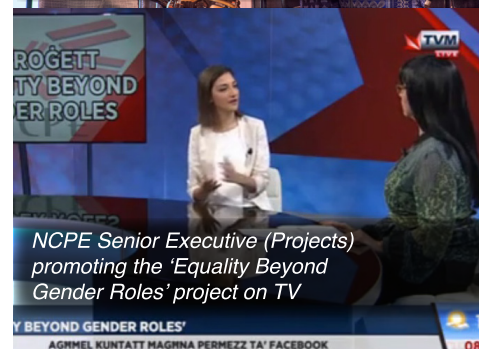 ROĠETT
TY BEYOND
ER ROLES
TVM
NCPE Senior Executive (Projects)
promoting the ‘Equality Beyond
Gender Roles’ project on TV
Y BEYOND GENDER ROLES'
AGĦMEL KUNTATT MAGĦNA PERMEZZ TA' FACEBOOK
08